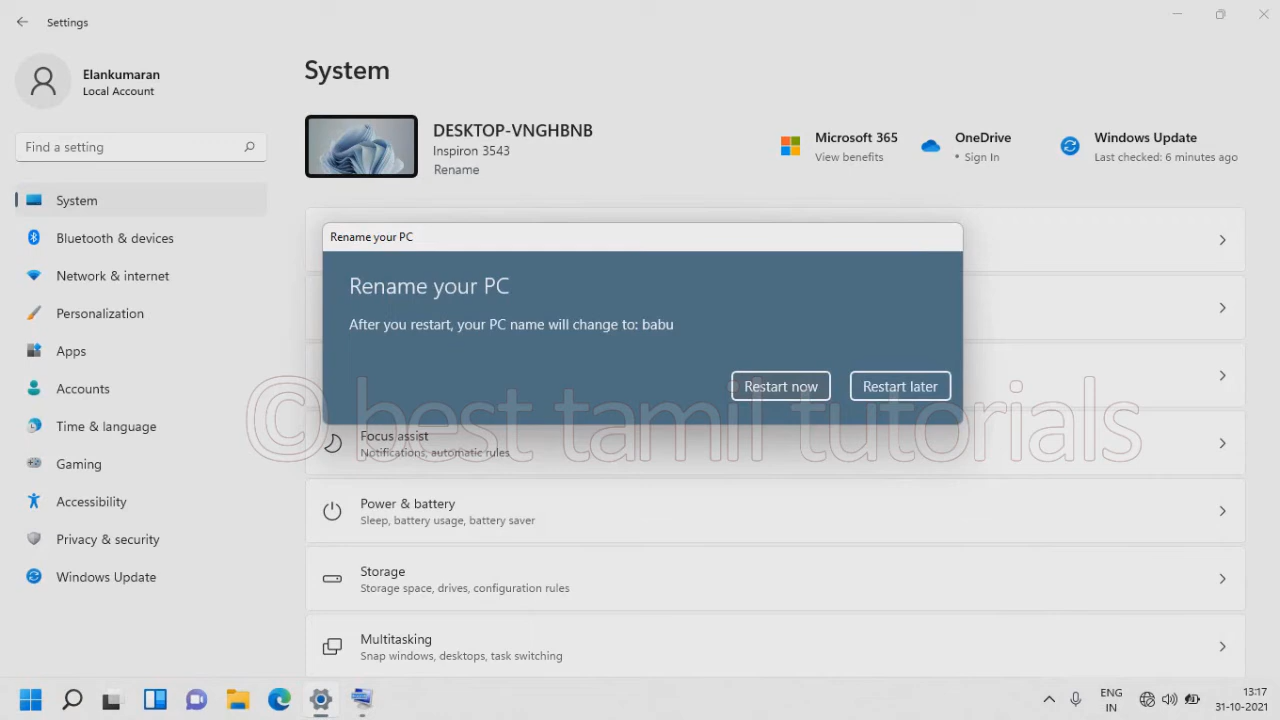 Settings
Elankumaran
Local Account
Find a setting
System
Bluetooth & devices
Network & internet
Personalization
Apps
Accounts
Time & language
Gaming
Accessibility
Privacy & security
Windows Update
System
DESKTOP-VNGHBNB
Inspiron 3543
Rename
Microsoft 365
View benefits
OneDrive
• Sign In
Windows Update
Last checked: 6 minutes ago
Rename your PC
Rename your PC
After you restart, your PC name will change to: babu
Restart now
Restart later
© best tamil tutorials
Focus assist
Notifications, automatic rules
Power & battery
Sleep, battery usage, battery saver
Storage
Storage space, drives, configuration rules
Multitasking
Snap windows, desktops, task switching
ENG
IN
13:17
31-10-2021